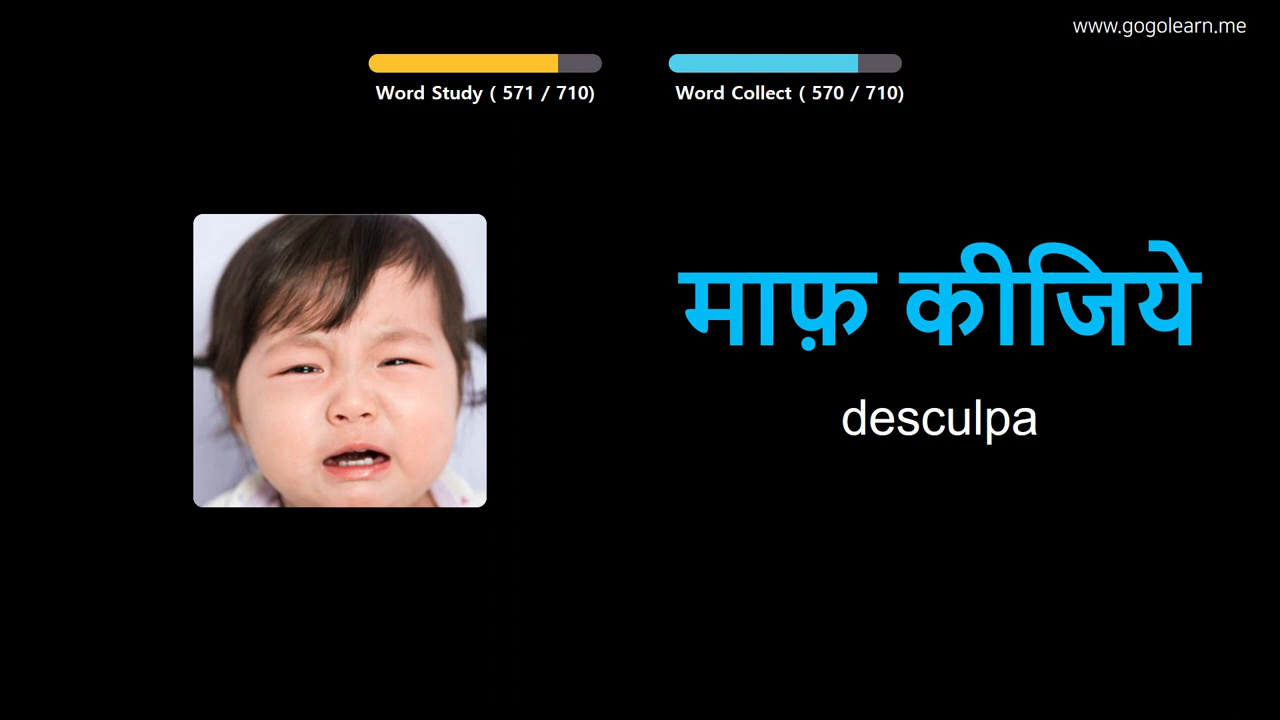 www.gogolearn.me
Word Study ( 571 / 710)
Word Collect ( 570 / 710)
माफ़ कीजिये
desculpa